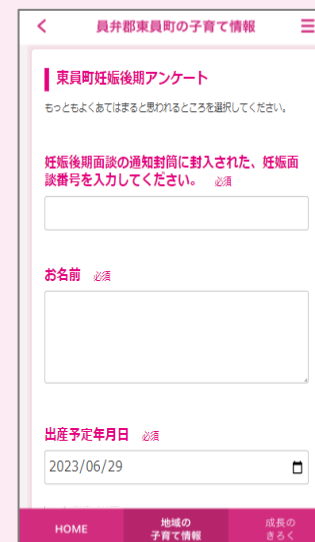 員弁郡東員町の子育て情報
東員町妊娠後期アンケート
もっともよくあてはまると思われるところを選択してください。
妊娠後期面談の通知封筒に封入された、妊娠面
談番号を入力してください。 必須
お名前 必須
出産予定年月日 必須
2023/06/29
HOME
地域の
子育て情報
成長の
きろく